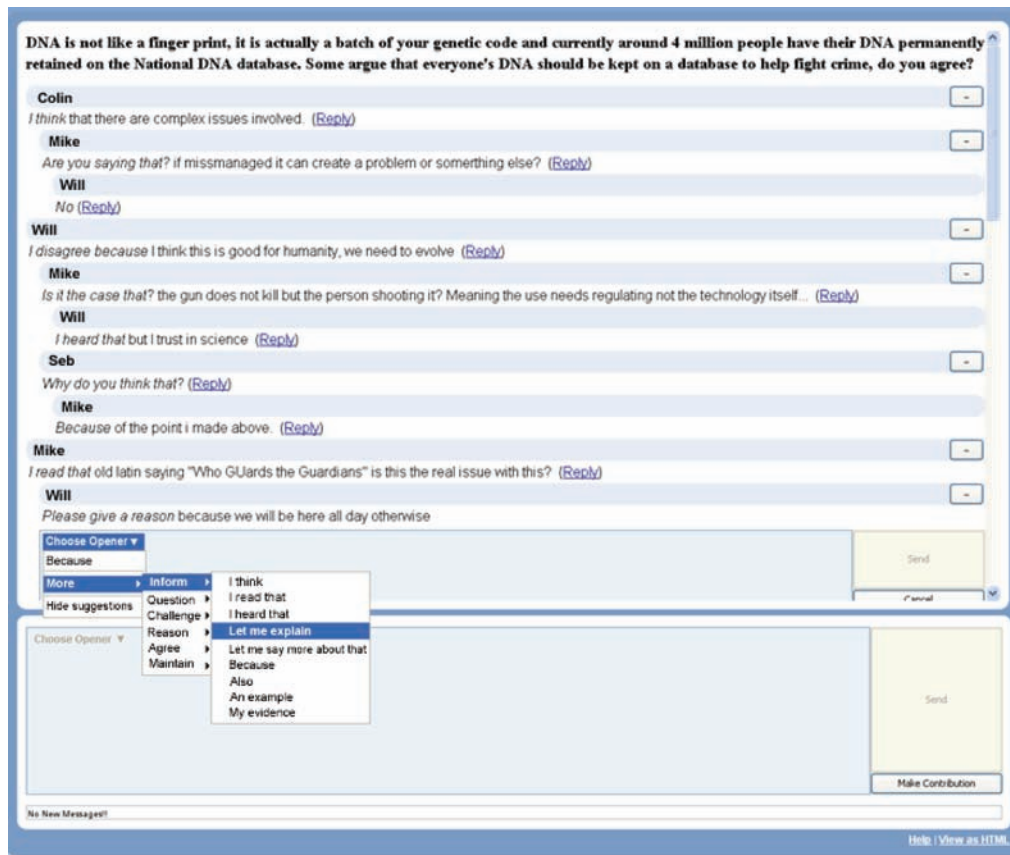 DNA is not like a finger print, it is actually a batch of your genetic code and currently around 4 million people have their DNA permanently
retained on the National DNA database. Some argue that everyone's DNA should be kept on a database to help fight crime, do you agree?
Colin
-
I think that there are complex issues involved. (Reply)
Mike
-
Are you saying that? if missmanaged it can create a problem or somerthing else? (Reply)
Will
No (Reply)
Will
-
I disagree because I think this is good for humanity, we need to evolve (Reply)
Mike
-
Is it the case that? the gun does not kill but the person shooting it? Meaning the use needs regulating not the technology itself... (Reply)
Will
I heard that but I trust in science (Reply)
Seb
-
Why do you think that? (Reply)
Mike
Because of the point i made above. (Reply)
Mike
-
I read that old latin saying "Who GUards the Guardians" is this the real issue with this? (Reply)
Will
-
Please give a reason because we will be here all day otherwise
Choose Opener ▼
Because
More
Hide suggestions
Inform
Question
Challenge
Reason
Agree
Maintain
I think
I read that
I heard that
Let me explain
Let me say more about that
Because
Also
An example
My evidence
Send
Cancel
Choose Opener ▼
Send
Make Contribution
No New Messages!!
Help | View as HTML